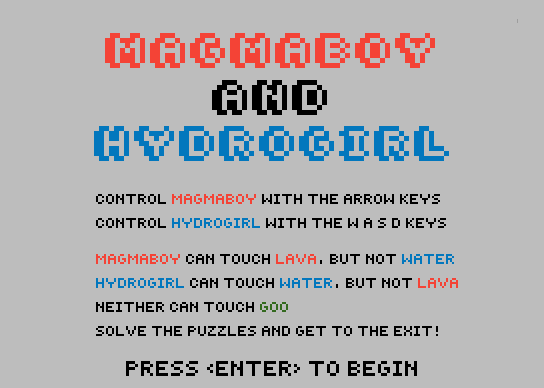 MAGMABOY
AND
HYDROGIRL
CONTROL MAGMABOY WITH THE ARROW KEYS
CONTROL HYDROGIRL WITH THE W A S D KEYS
MAGMABOY CAN TOUCH LAVA, BUT NOT WATER
HYDROGIRL CAN TOUCH WATER, BUT NOT LAVA
NEITHER CAN TOUCH GOO
SOLVE THE PUZZLES AND GET TO THE EXIT!
PRESS <ENTER> TO BEGIN